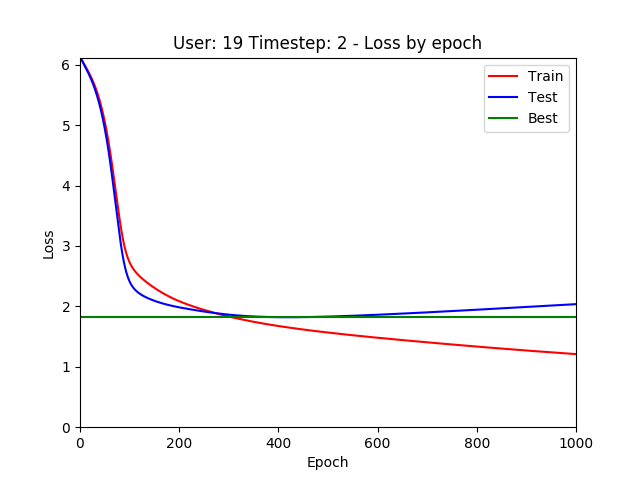 User: 19 Timestep: 2 - Loss by epoch
Train
Test
Best
6
5
4
3
2
1
0
Loss
0 200 400 600 800 1000
Epoch